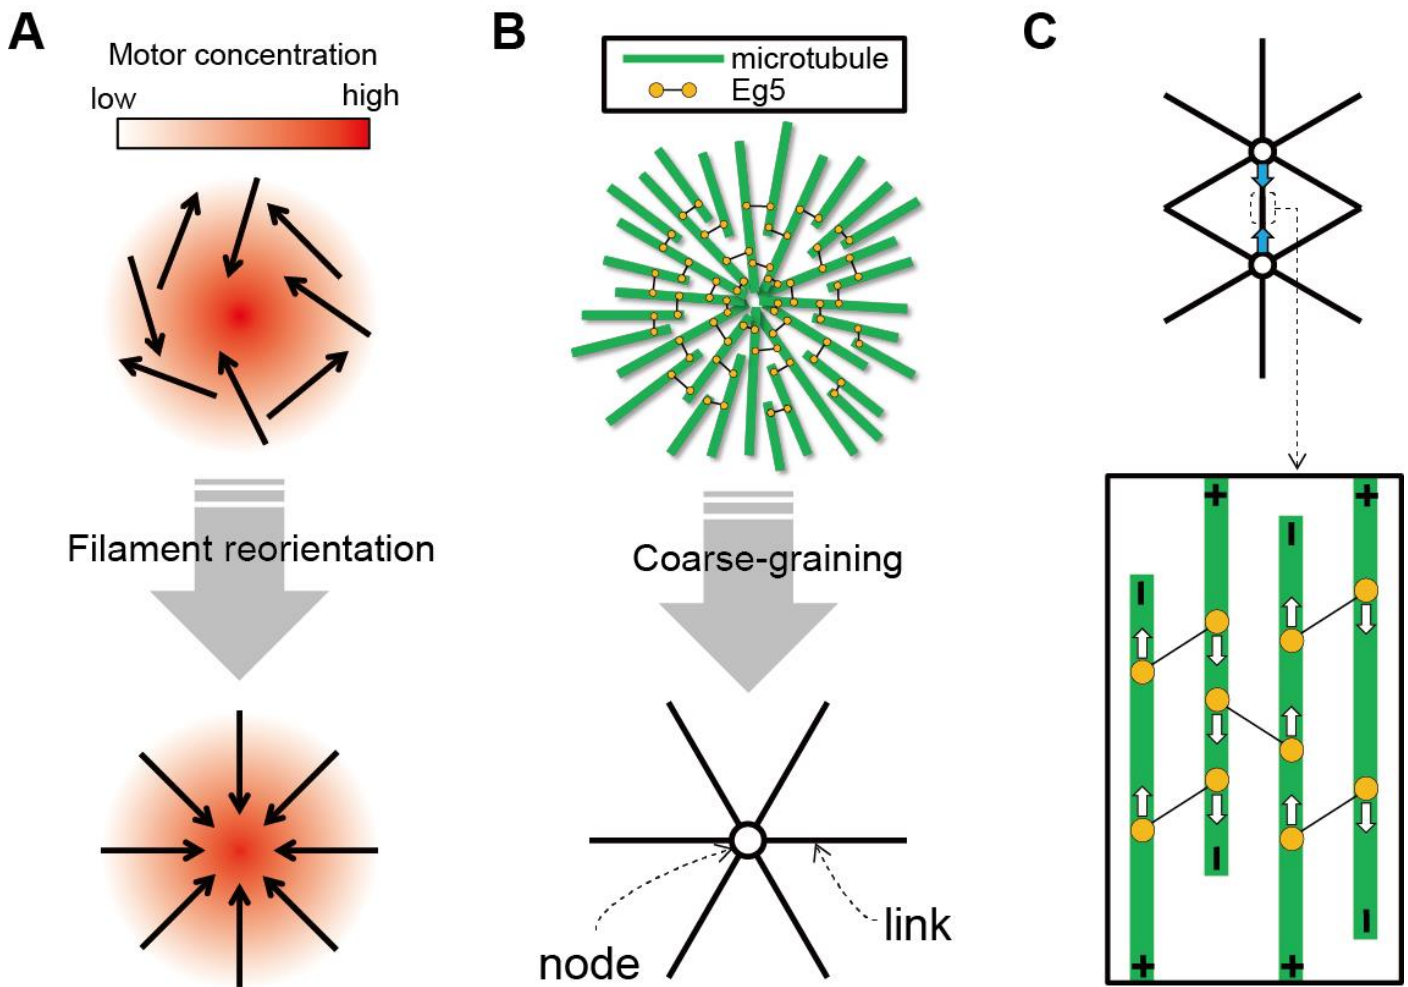 A
Motor concentration
low
high
Filament reorientation
B
microtubule
Eg5
Coarse-graining
node
link
C
+
+
−
−
−
−
+
+